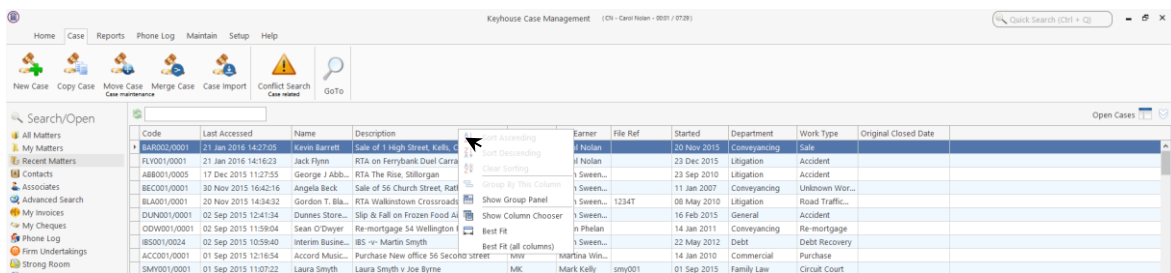 Keyhouse Case Management (CN - Carol Nolan - 0001 / 0729)
Quick Search (Ctrl + Q)
Home Case Reports Phone Log Maintain Setup Help
New Case Copy Case Move Case Merge Case Case Import Conflict Search GoTo
Case maintenance Case related
Search/Open
Open Cases
All Matters
My Matters
Recent Matters
Contacts
Associates
Advanced Search
My Invoices
My Cheques
Phone Log
Firm Undertakings
Strong Room
Code Last Accessed Name Description Earner File Ref Started Department Work Type Original Closed Date
BAR002/0001 21 Jan 2016 14:27:05 Kevin Barrett Sale of 1 High Street, Kells, C Nolan 20 Nov 2015 Conveyancing Sale
FLY001/0001 21 Jan 2016 14:16:23 Jack Flynn RTA on Ferrybank Duel Carra Nolan 23 Dec 2015 Litigation Accident
ABB001/0005 17 Dec 2015 11:27:55 George J Abb... RTA The Rise, Stillorgan Sween... 23 Sep 2010 Litigation Accident
BEC001/0001 30 Nov 2015 16:42:16 Angela Beck Sale of 56 Church Street, Rat Sween... 11 Jan 2007 Conveyancing Unknown Wor...
BLA001/0001 20 Nov 2015 14:34:32 Gordon T. Bla... RTA Walkinstown Crossroads Sween... 1234T 08 May 2010 Litigation Road Traffic...
DUN001/0001 02 Sep 2015 12:41:34 Dunnes Store... Slip & Fall on Frozen Food Ai Sween... 16 Feb 2015 General Accident
ODW001/0001 02 Sep 2015 11:59:04 Sean O'Dwyer Re-mortgage 54 Wellington Phelan 14 Jan 2011 Conveyancing Re-mortgage
IBS001/0024 02 Sep 2015 10:59:40 Interim Busine... IBS -v- Martin Smyth Sween... 22 May 2012 Debt Debt Recovery
ACC001/0001 01 Sep 2015 12:16:54 Accord Music... Purchase New office 56 Second Street MW Martina Win... 14 Jan 2010 Commercial Purchase
SMY001/0001 01 Sep 2015 11:07:22 Laura Smyth Laura Smyth v Joe Byrne MK Mark Kelly smy001 01 Sep 2015 Family Law Circuit Court
Sort Ascending
Sort Descending
Clear Sorting
Group By This Column
Show Group Panel
Show Column Chooser
Best Fit
Best Fit (all columns)